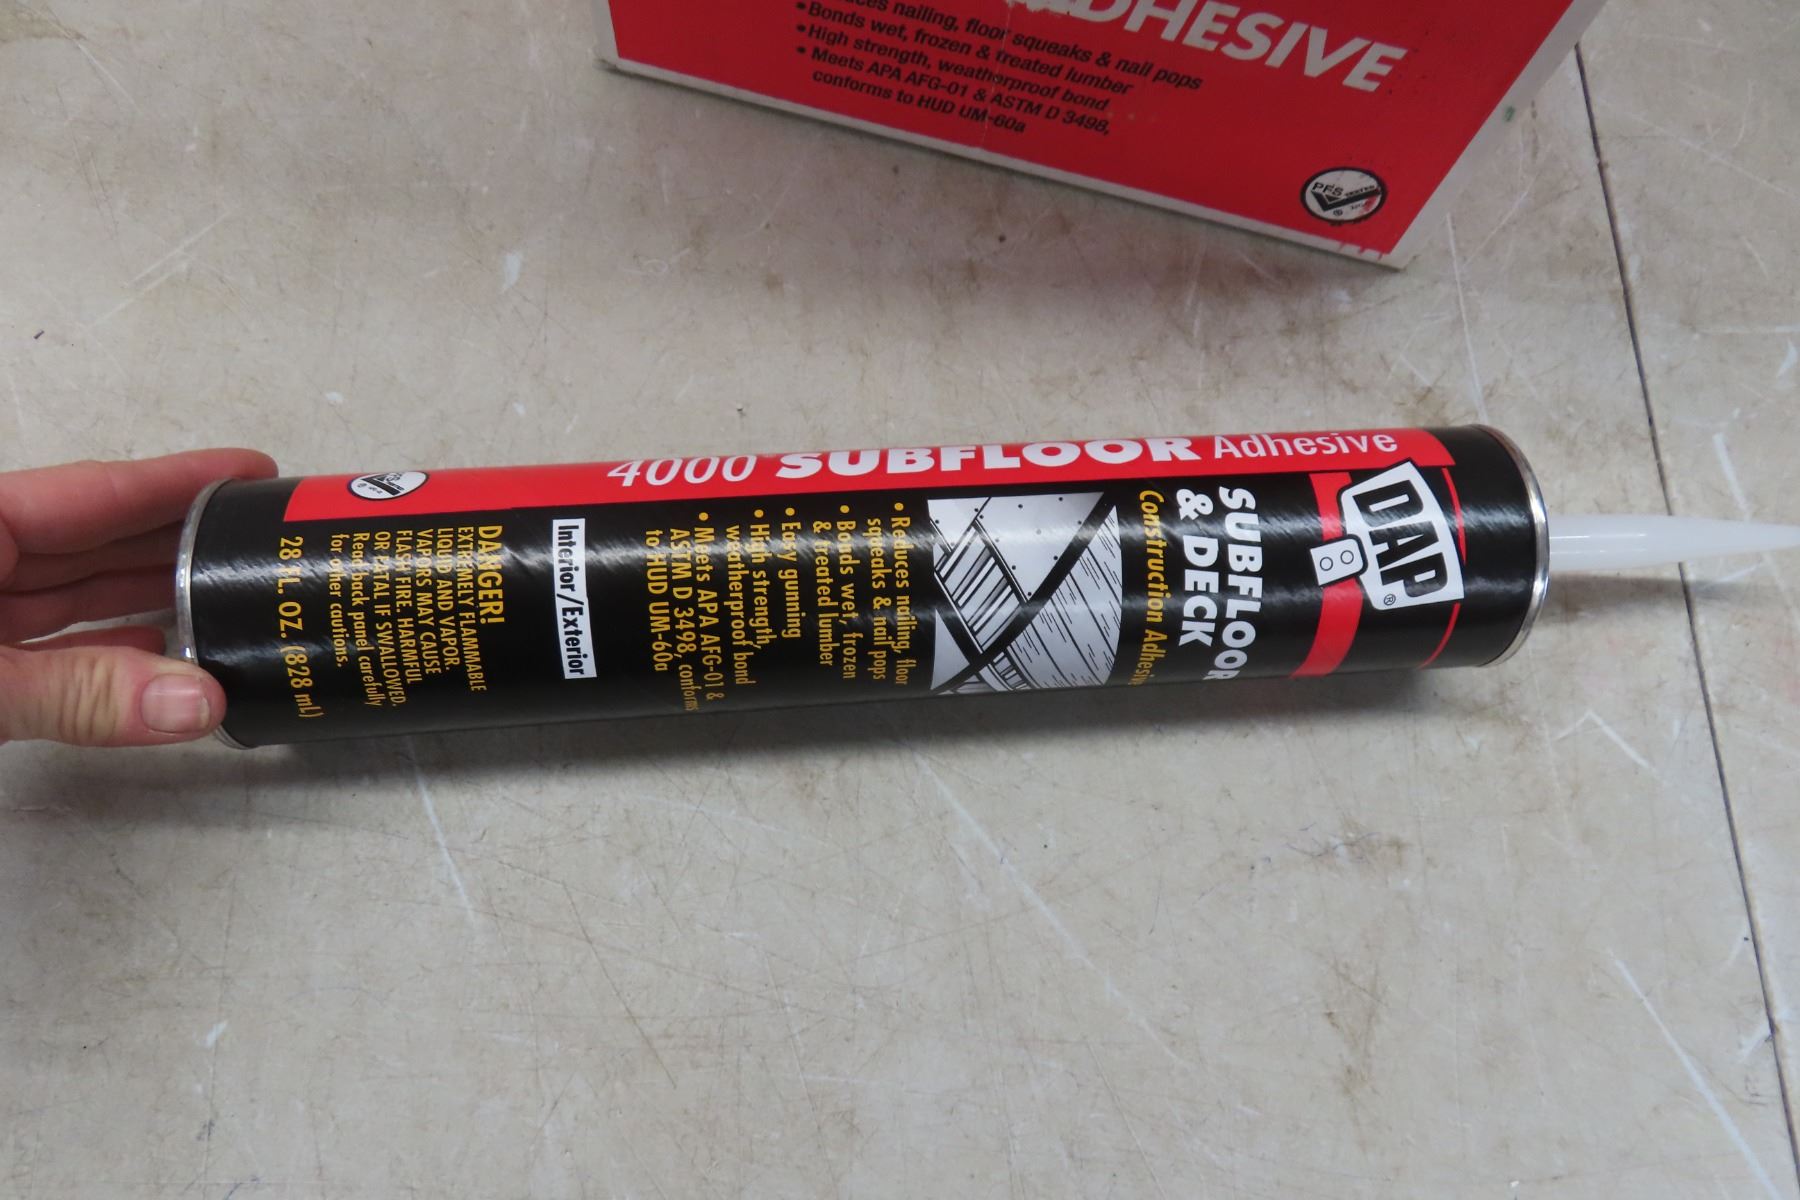 ADHESIVE
nailing, floor squeaks & nail pops
•Bonds wet, frozen & treated lumber
•High strength, weatherproof bond
•Meets APA AFG-01 & ASTM D 3498,
conforms to HUD UM-60a
PFS
4000 SUBFLOOR Adhesive
DAP®
SUBFLOOR
& DECK
Construction Adhesive
•Reduces nailing, floor
squeaks & nail pops
•Bonds wet, frozen
& treated lumber
•Easy gunning
•High strength,
weatherproof bond
•Meets APA AFG-01 &
ASTM D 3498, conforms
to HUD UM-60a
Interior/Exterior
DANGER!
EXTREMELY FLAMMABLE
LIQUID AND VAPOR.
VAPORS MAY CAUSE
FLASH FIRE. HARMFUL
OR FATAL IF SWALLOWED.
Read back panel carefully
for other cautions.
28 FL. OZ. (828 mL)